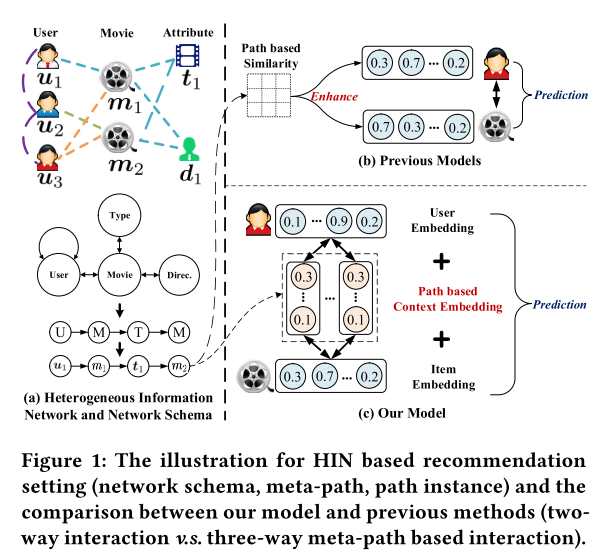 User Movie Attribute
u1 m1 t1
u2
u3 m2 d1
Type
User Movie Direc.
U M T M
u1 m1 t1 m2
(a) Heterogeneous Information
Network and Network Schema
Path based
Similarity
Enhance
0.3 0.7 ... 0.2
0.7 0.3 ... 0.2
Prediction
(b) Previous Models
0.1 ... 0.9 0.2
User
Embedding
+
0.3 0.3
... 
0.1 0.1
Path based
Context Embedding
+
Prediction
0.3 0.7 ... 0.2
Item
Embedding
(c) Our Model
Figure 1: The illustration for HIN based recommendation
setting (network schema, meta-path, path instance) and the
comparison between our model and previous methods (two-
way interaction v.s. three-way meta-path based interaction).